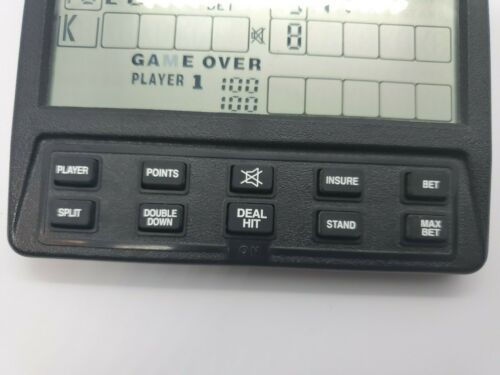 BET
K 8
GAME OVER
PLAYER 1 100
100
PLAYER POINTS INSURE BET
SPLIT DOUBLE DOWN DEAL HIT STAND MAX BET
ON